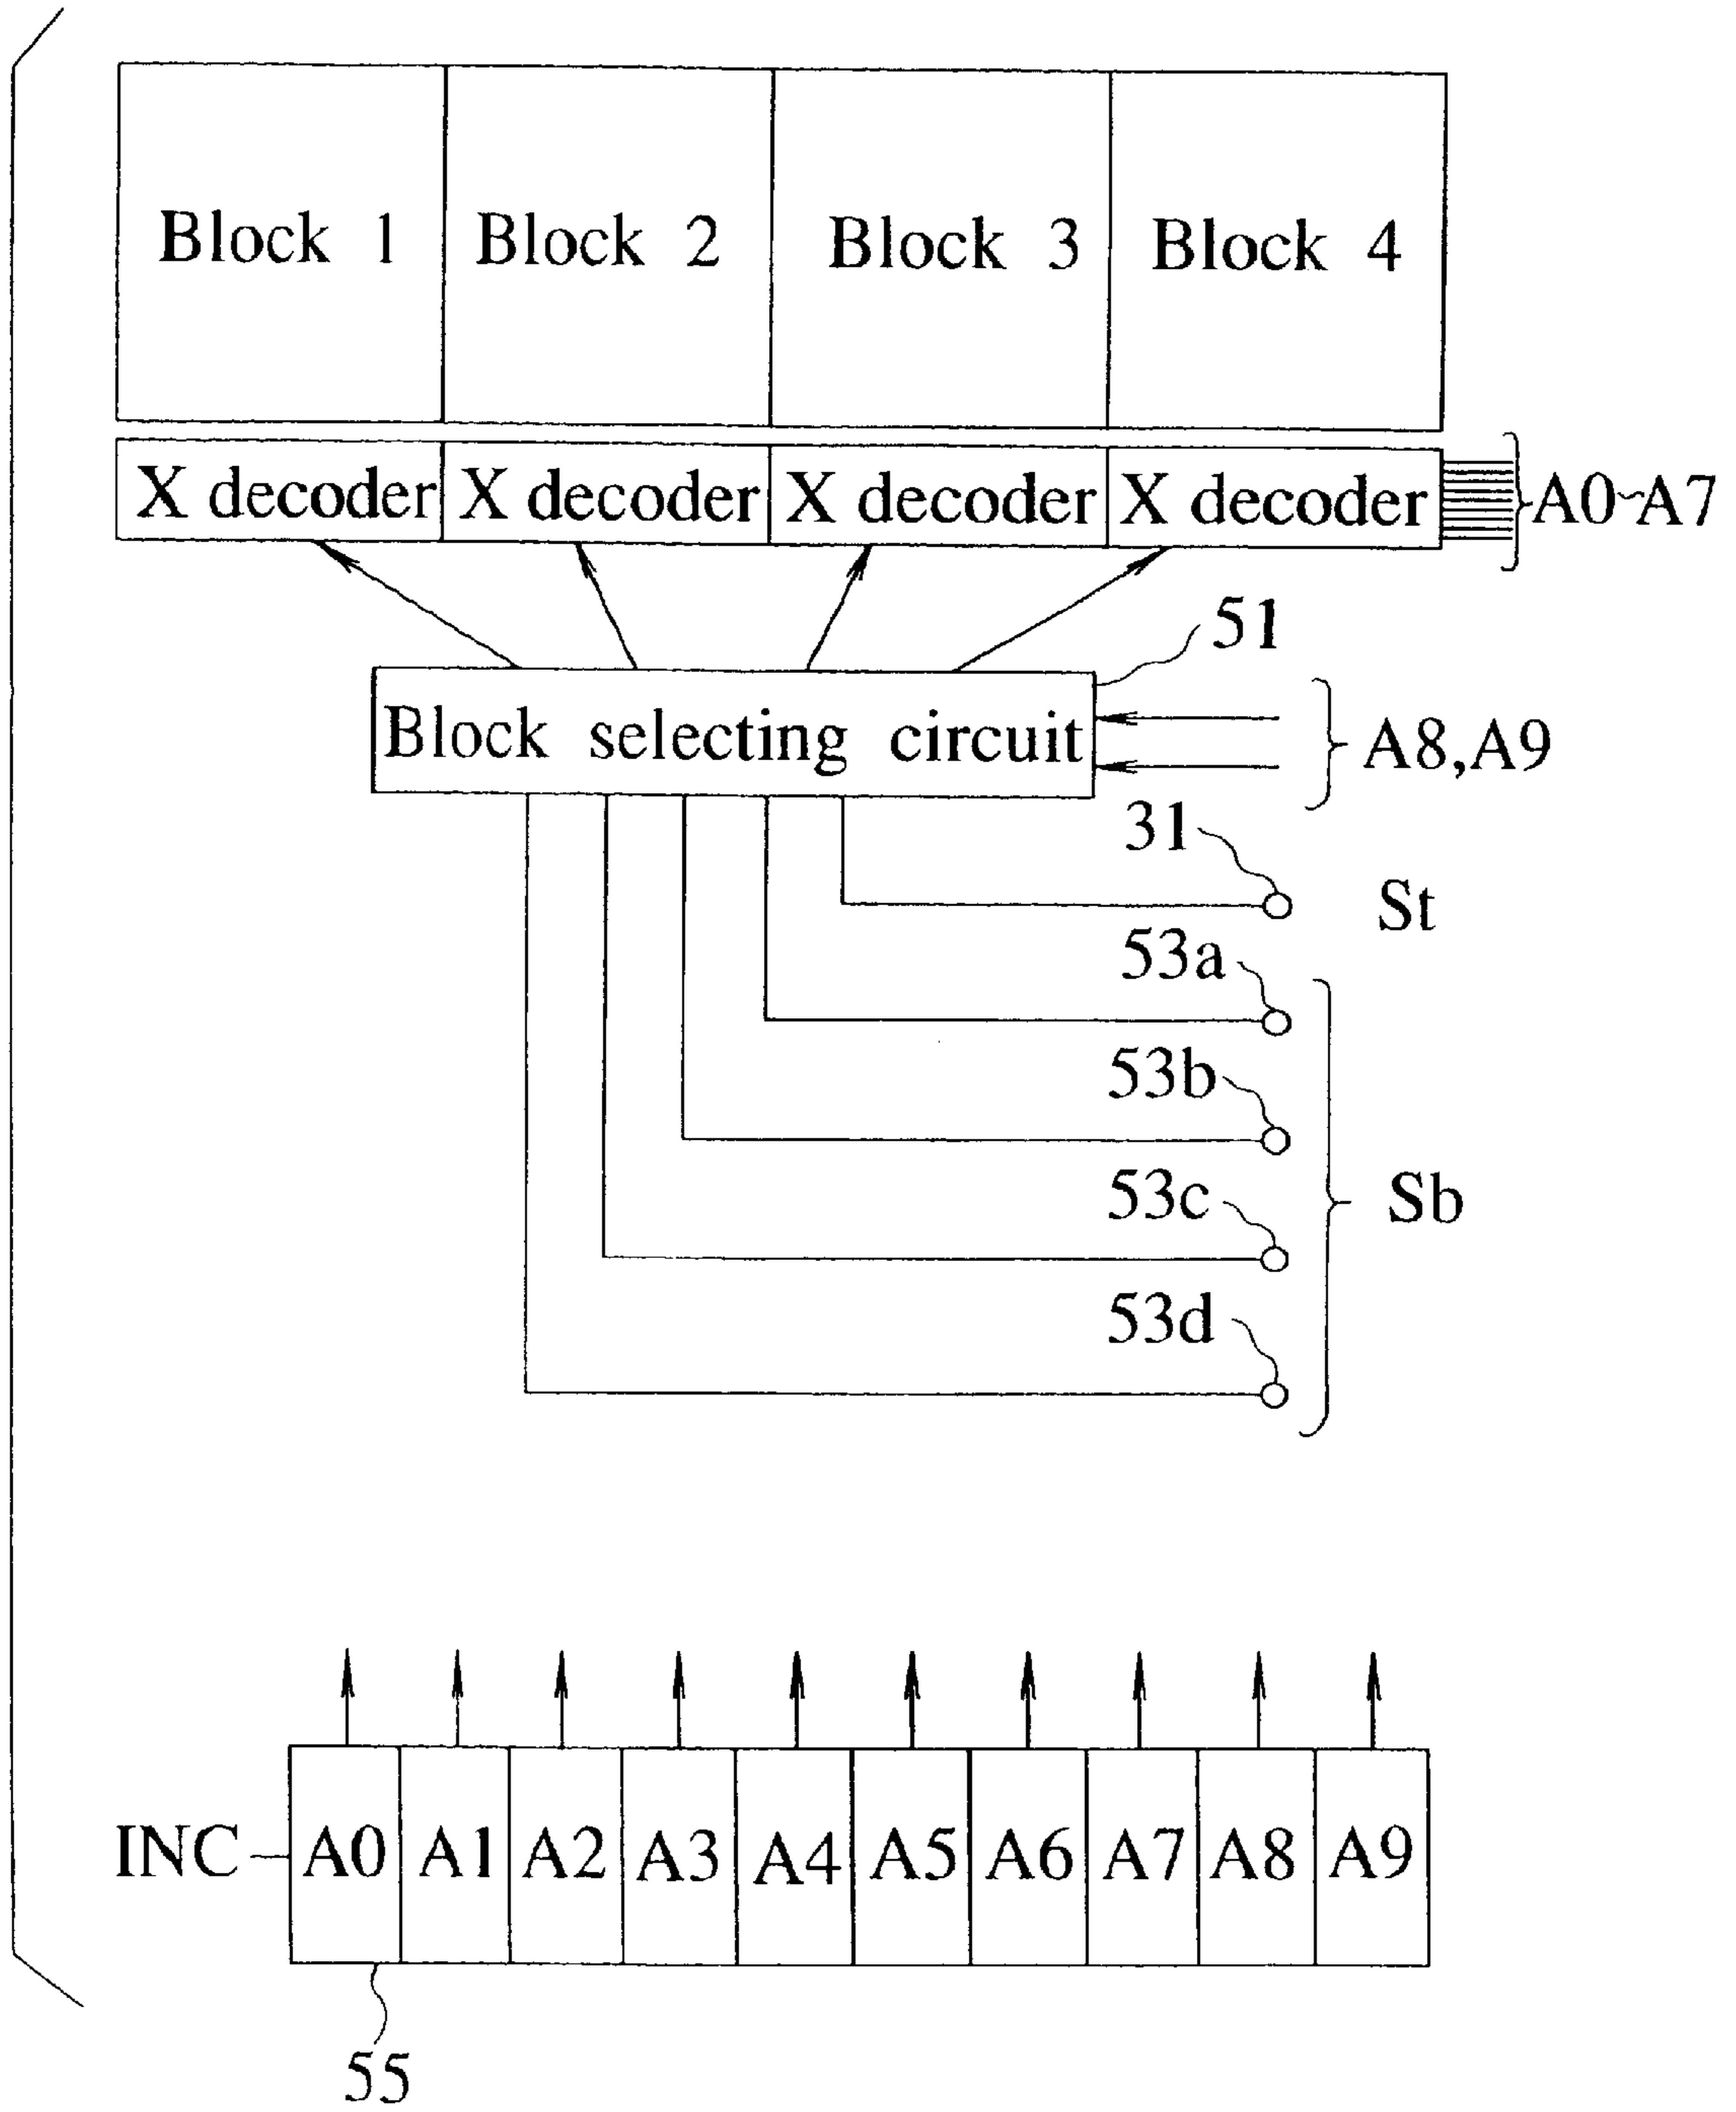 Block 1 Block 2 Block 3 Block 4
X decoder X decoder X decoder X decoder A0~A7
51
Block selecting circuit A8,A9
31
St
53a
53b
53c
Sb
53d
INC A0 A1 A2 A3 A4 A5 A6 A7 A8 A9
55